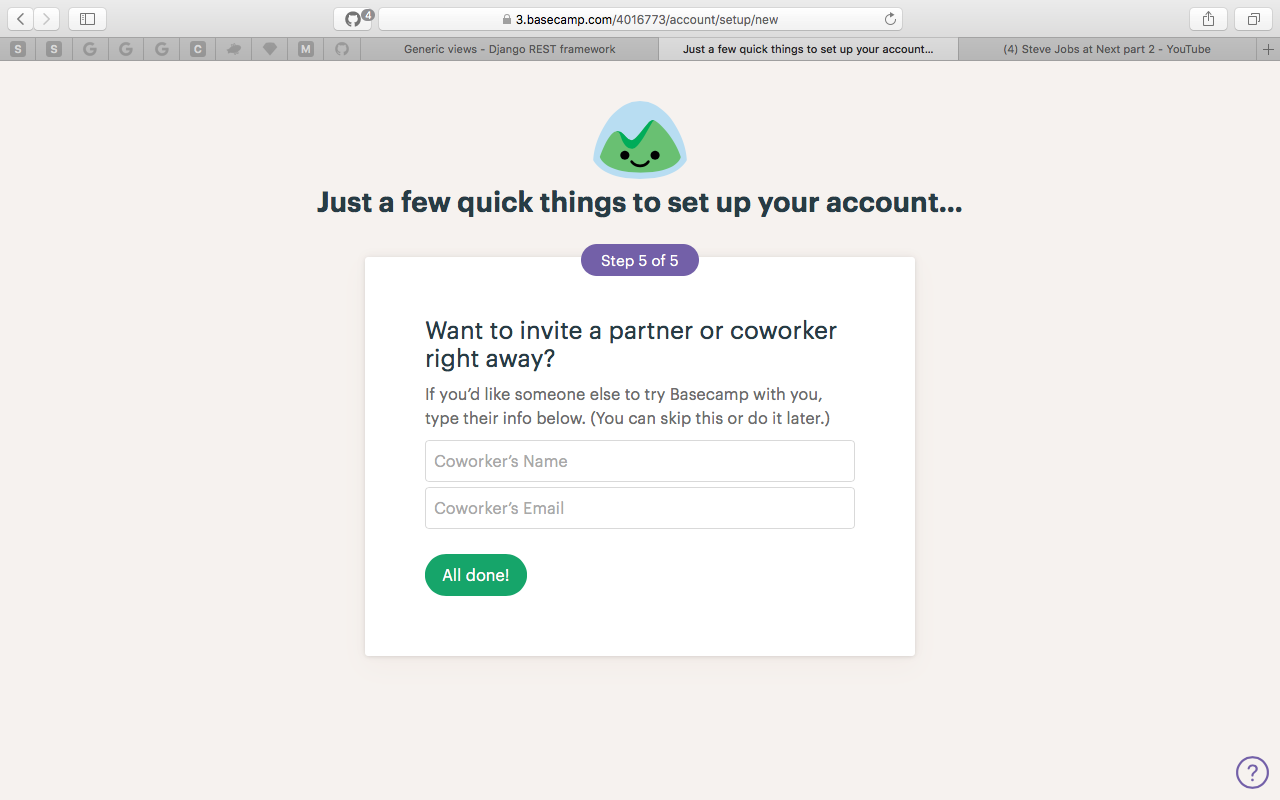 4
3.basecamp.com/4016773/account/setup/new
S
S
G
G
G
C
M
Generic views - Django REST framework
Just a few quick things to set up your account...
(4) Steve Jobs at Next part 2 - YouTube
Just a few quick things to set up your account...
Step 5 of 5
Want to invite a partner or coworker
right away?
If you’d like someone else to try Basecamp with you,
type their info below. (You can skip this or do it later.)
Coworker’s Name
Coworker’s Email
All done!
?